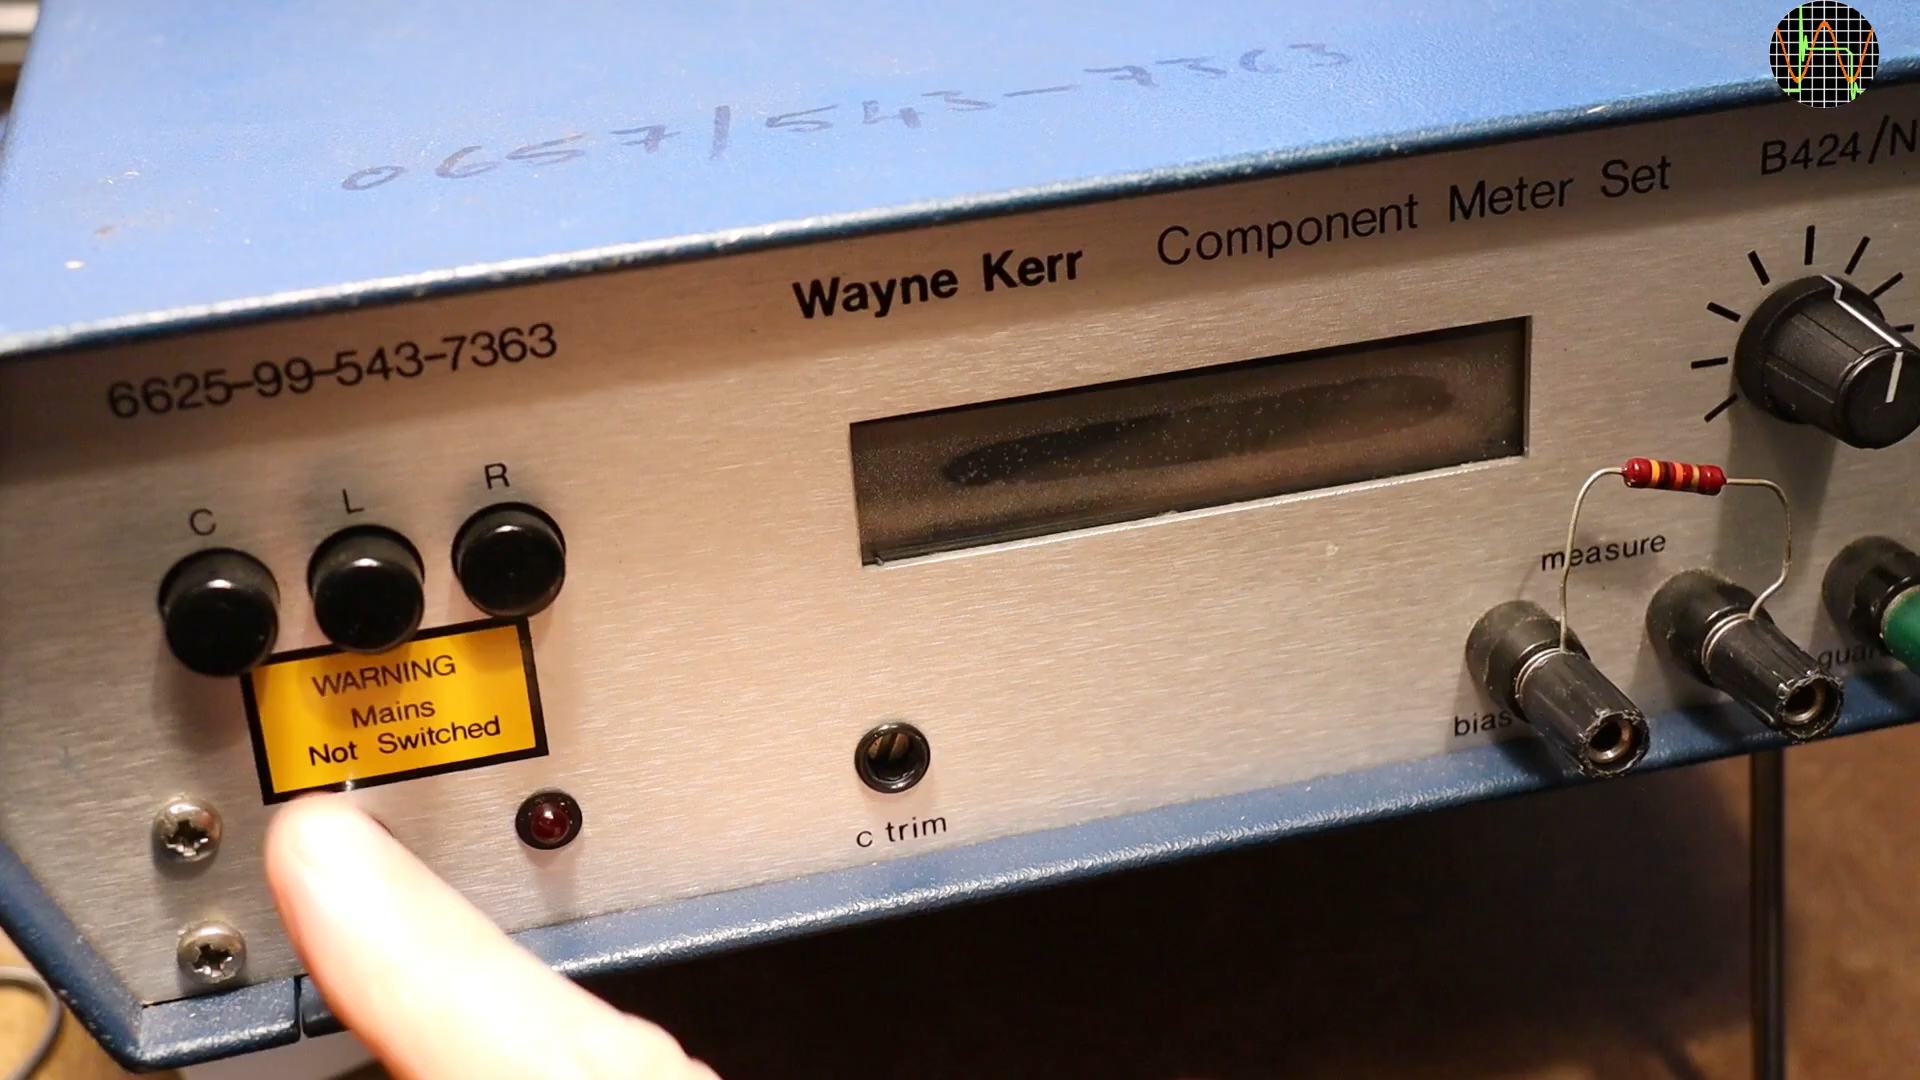 0657/543-7363
Wayne Kerr Component Meter Set B424/N
6625-99-543-7363
C L R
measure
WARNING
Mains
Not Switched
bias
c trim